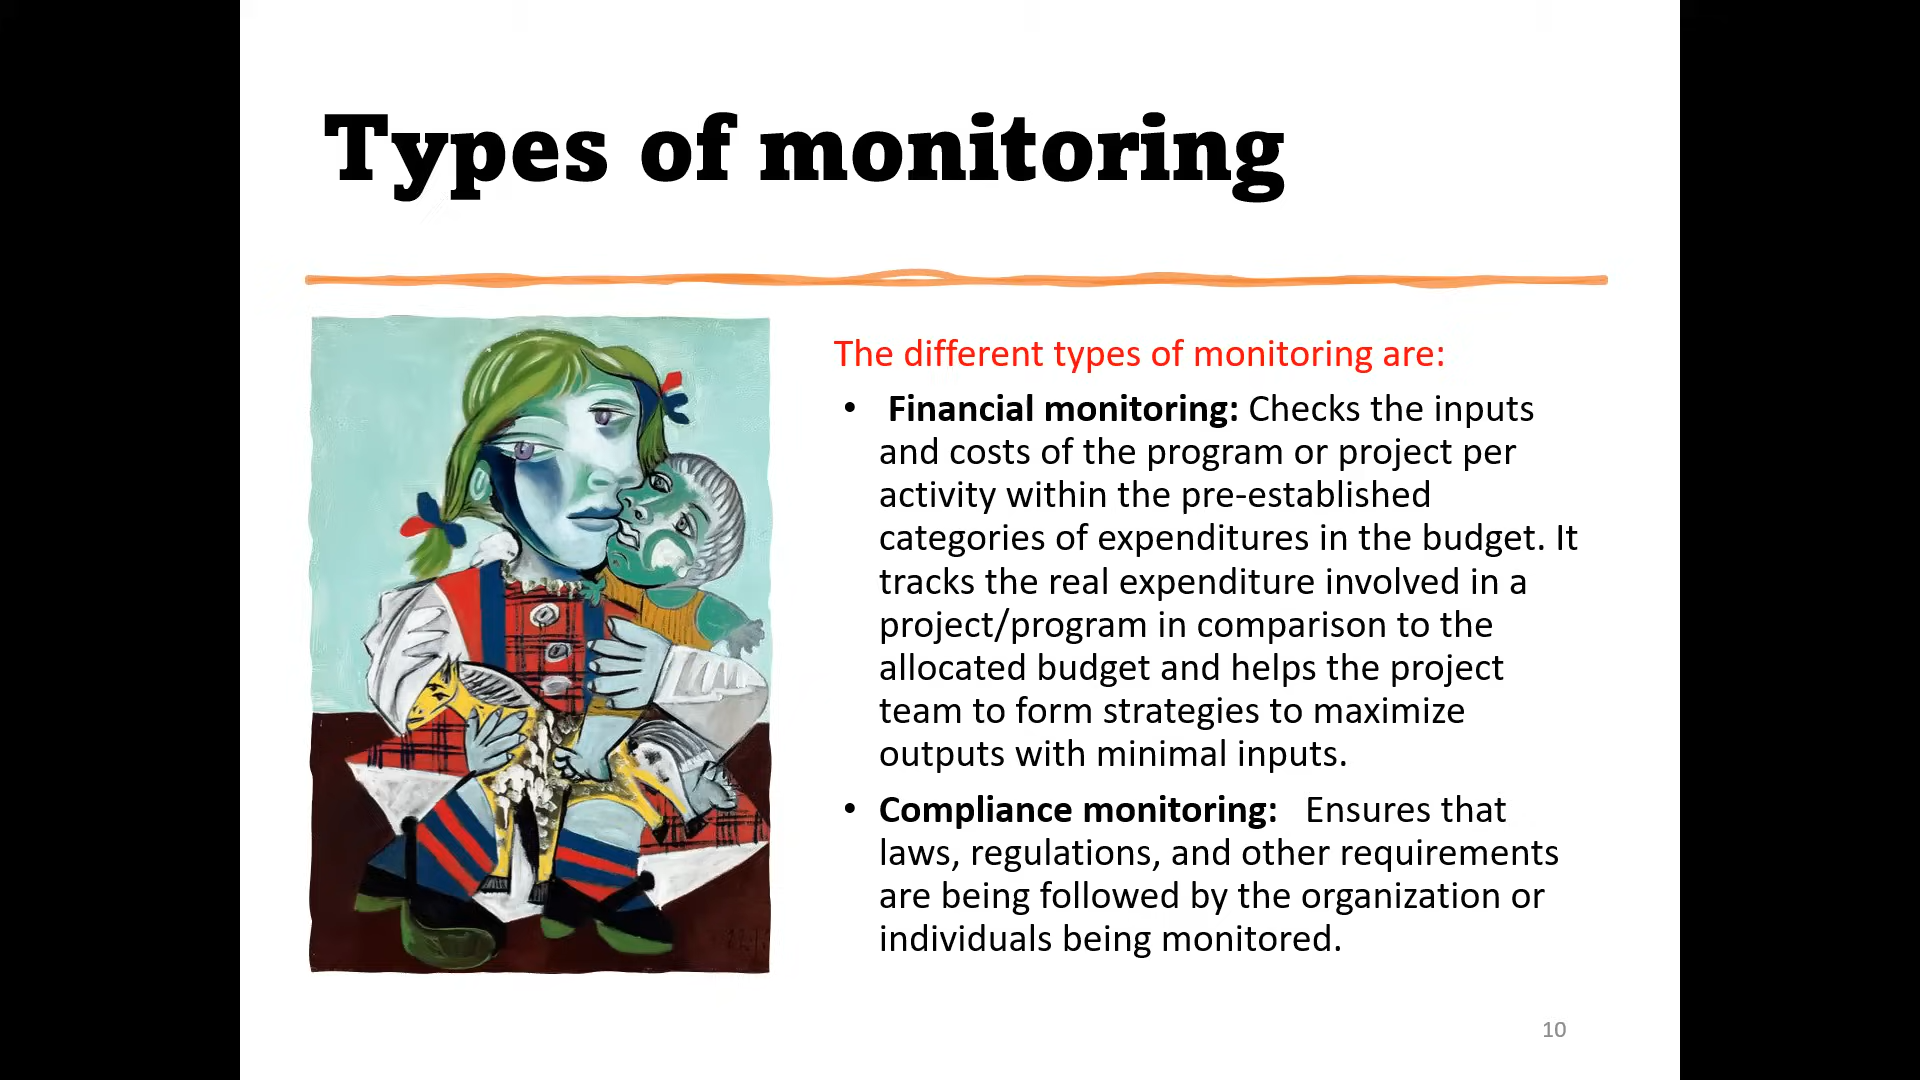 Types of monitoring
The different types of monitoring are:
• Financial monitoring: Checks the inputs
and costs of the program or project per
activity within the pre-established
categories of expenditures in the budget. It
tracks the real expenditure involved in a
project/program in comparison to the
allocated budget and helps the project
team to form strategies to maximize
outputs with minimal inputs.
• Compliance monitoring: Ensures that
laws, regulations, and other requirements
are being followed by the organization or
individuals being monitored.
10